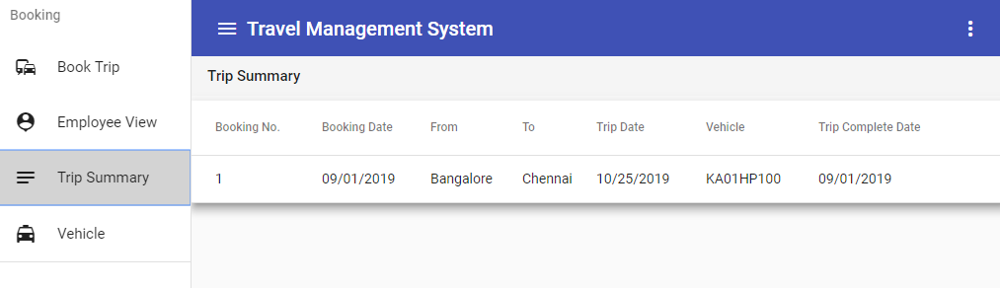 Booking
Book Trip
Employee View
Trip Summary
Vehicle
Travel Management System
Trip Summary
Booking No. Booking Date From To Trip Date Vehicle Trip Complete Date
1 09/01/2019 Bangalore Chennai 10/25/2019 KA01HP100 09/01/2019